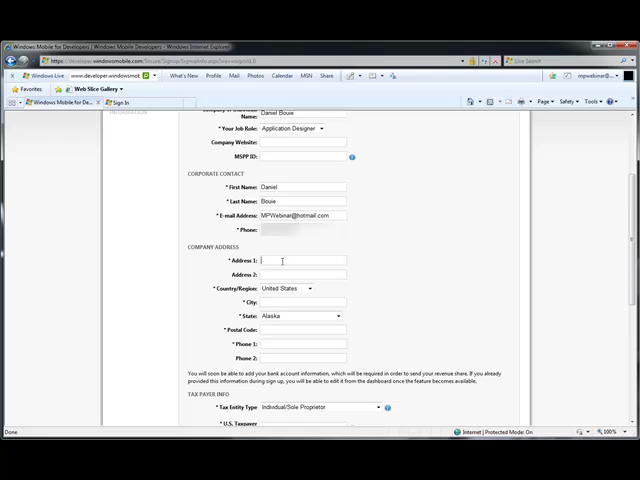 Windows Mobile for Developers | Windows Mobile Developers - Windows Internet Explorer
Live Search
Windows Live
www.developer.windowsmot
What's New
Profile
Mail
Photos
Calendar
MSN
Share
mpwebinar@
Favorites
Web Slice Gallery
Windows Mobile for De...
Sign In
Page
Safety
Tools
Name:
Daniel Bouie
* Your Job Role:
Application Designer
Company Website:
MSPP ID:
CORPORATE CONTACT
* First Name:
Daniel
* Last Name:
Bouie
* E-mail Address:
MPWebinar@hotmail.com
* Phone:
COMPANY ADDRESS
* Address 1:
Address 2:
* Country/Region:
United States
* City:
* State:
Alaska
* Postal Code:
* Phone 1:
Phone 2:
You will soon be able to add your bank account information, which will be required in order to send your revenue share. If you already
provided this information during sign up, you will be able to edit it from the dashboard once the feature becomes available.
TAX PAYER INFO
* Tax Entity Type
Individual/Sole Proprietor
* U.S. Taxpayer
Done
Internet | Protected Mode: On
100%